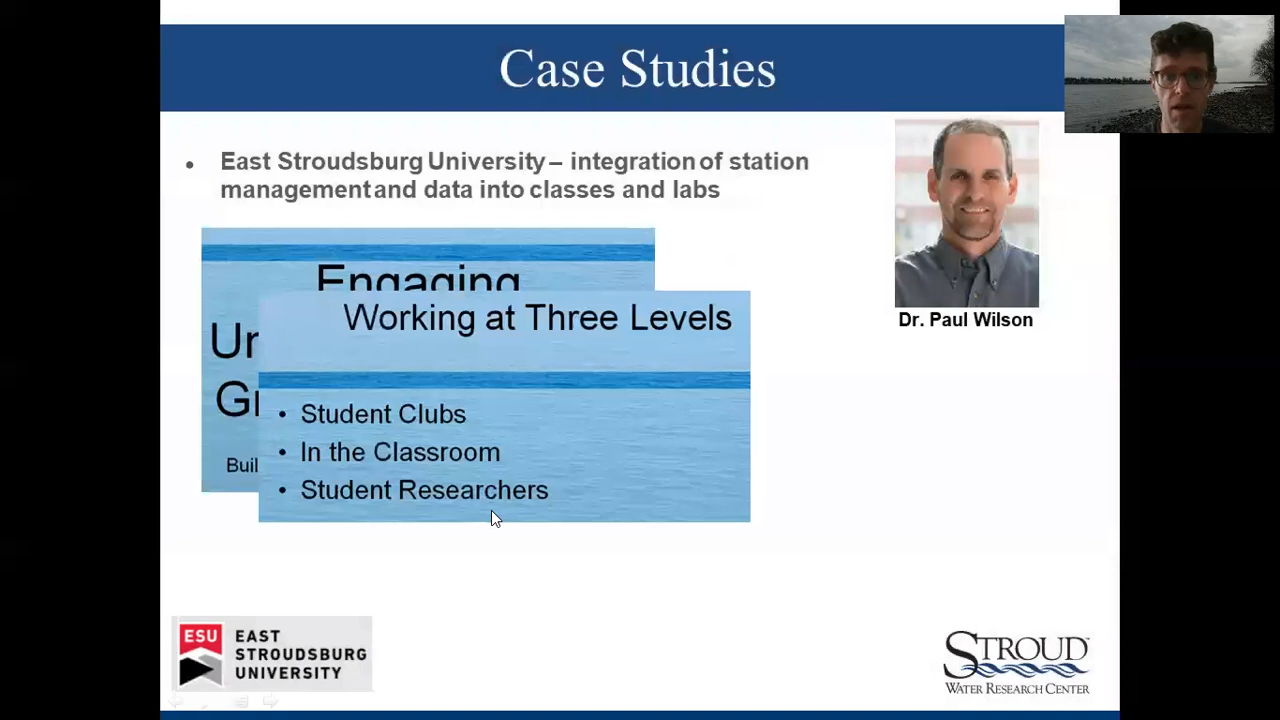 Case Studies
• East Stroudsburg University – integration of station
management and data into classes and labs
Engaging
Working at Three Levels
• Student Clubs
• In the Classroom
• Student Researchers
Dr. Paul Wilson
ESU
EAST
STROUDSBURG
UNIVERSITY
STROUD™
WATER RESEARCH CENTER